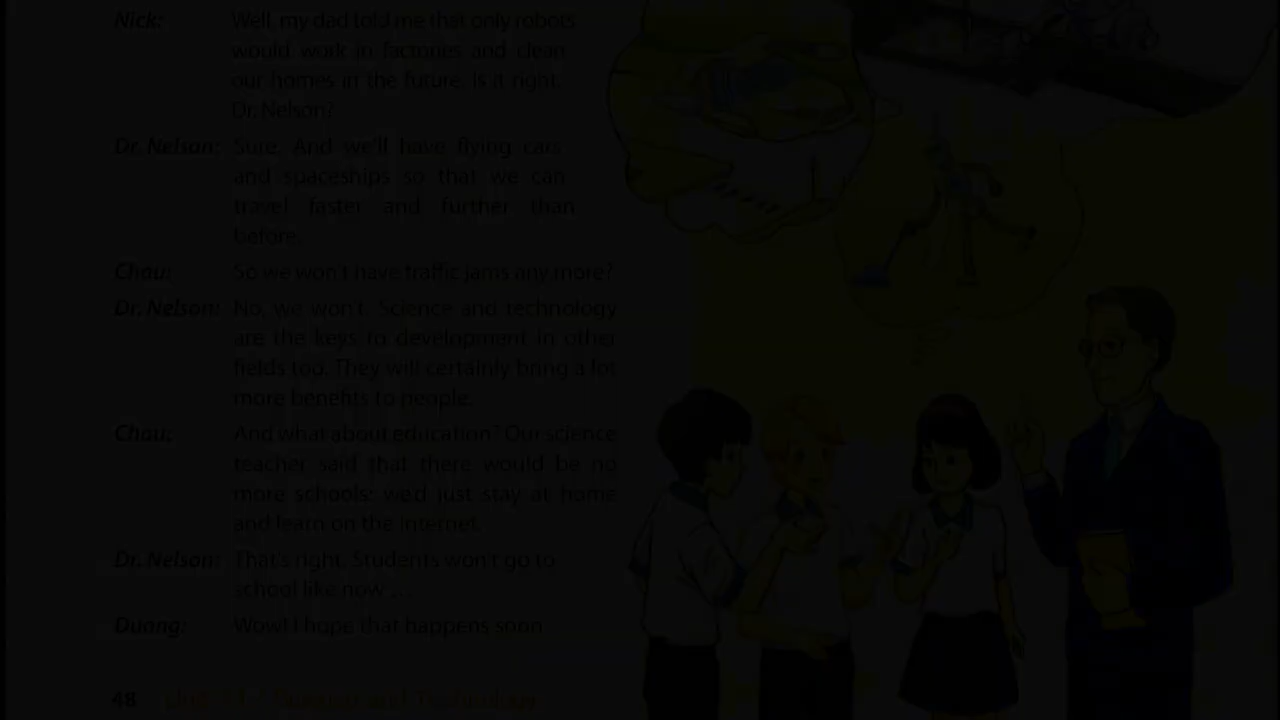 Nick: Well, my dad told me that only robots
would work in factories and clean
our homes in the future. Is it right,
Dr. Nelson?
Dr. Nelson: Sure. And we'll have flying cars
and spaceships so that we can
travel faster and further than
before.
Chau: So we won't have traffic jams any more?
Dr. Nelson: No, we won't. Science and technology
are the keys to development in other
fields too. They will certainly bring a lot
more benefits to people.
Chau: And what about education? Our science
teacher said that there would be no
more schools: we'd just stay at home
and learn on the Internet.
Dr. Nelson: That's right. Students won't go to
school like now ...
Duong: Wow! I hope that happens soon.
48 Unit 11 / Science and Technology